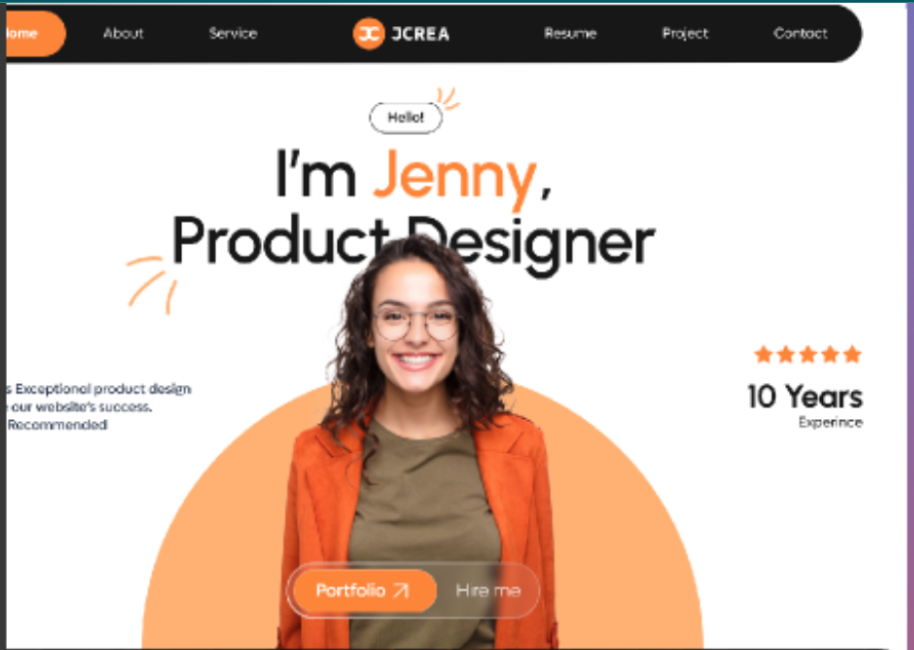 ome
About
Service
JCREA
Resume
Project
Contact
Hello!
I'm Jenny,
Product Designer
s Exceptional product design
our website's success.
Recommended
10 Years
Experince
Portfolio
Hire me